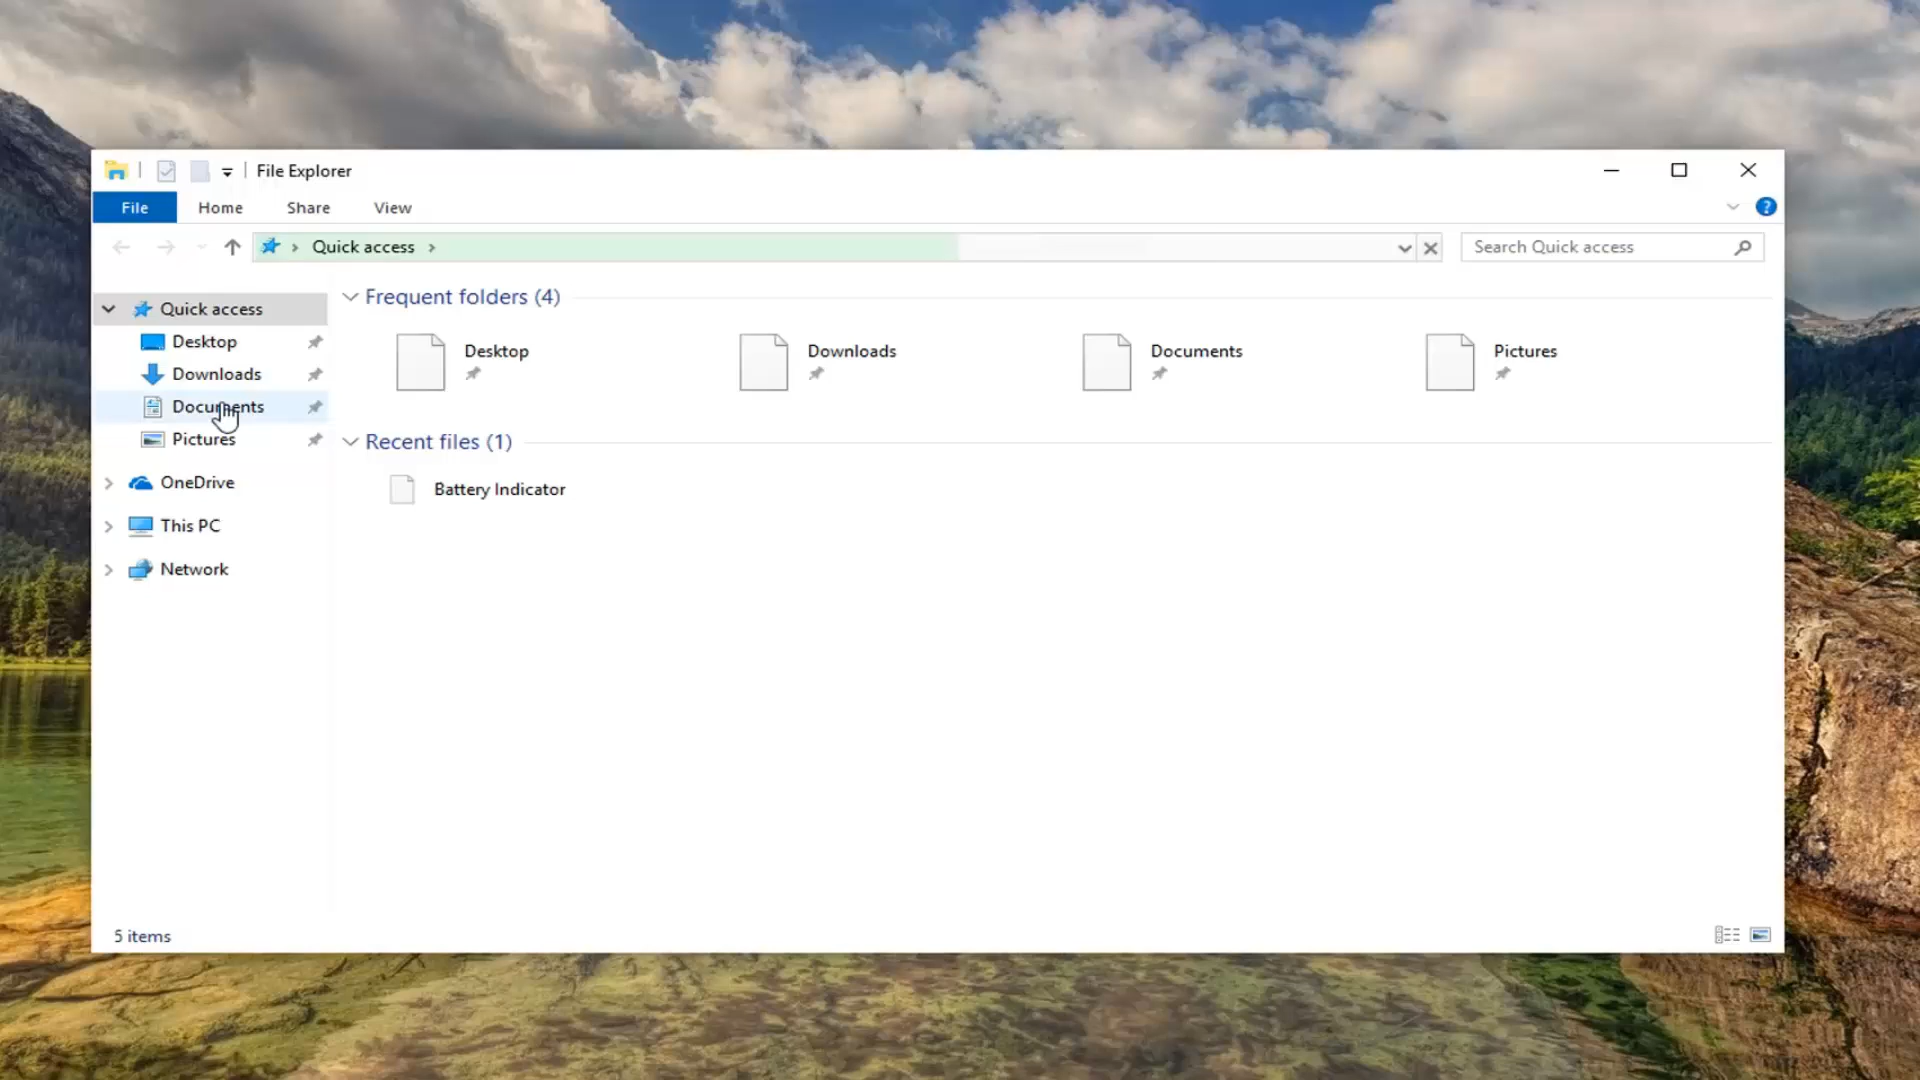 File Explorer
File Home Share View
?
Quick access
Search Quick access
Quick access
Desktop
Downloads
Documents
Pictures
OneDrive
This PC
Network
Frequent folders (4)
Desktop
Downloads
Documents
Pictures
Recent files (1)
Battery Indicator
5 items